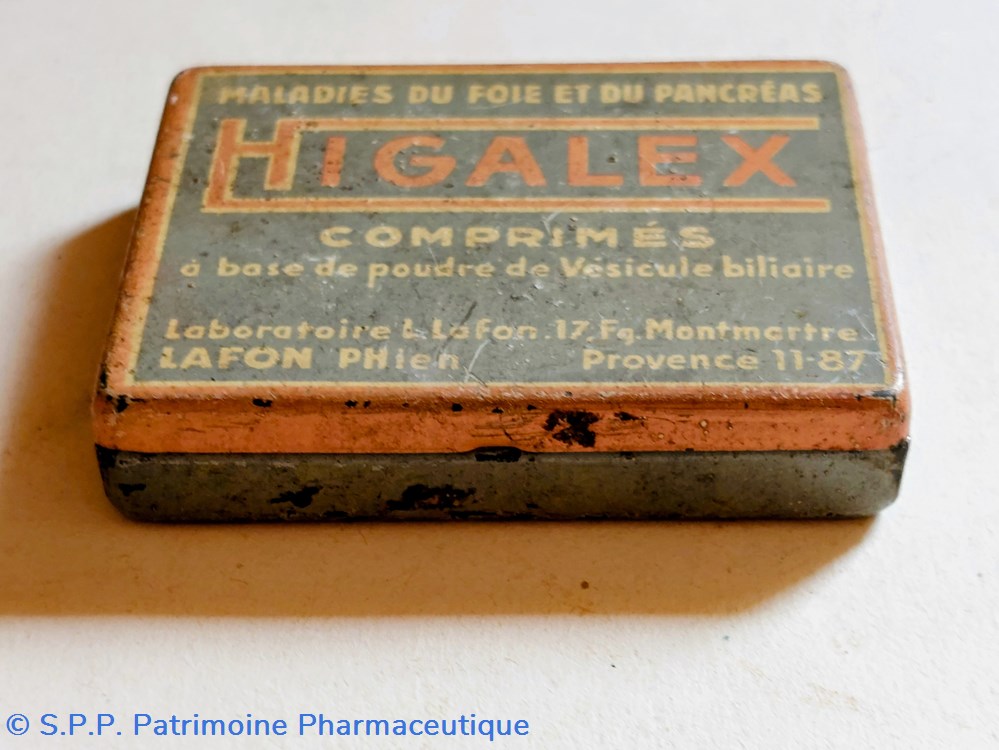 MALADIES DU FOIE ET DU PANCRÉAS
HIGALEX
COMPRIMÉS
à base de poudre de Vésicule biliaire
Laboratoire L. Lafon.17, Fg. Montmartre
LAFON PHien Provence 11-87
© S.P.P. Patrimoine Pharmaceutique